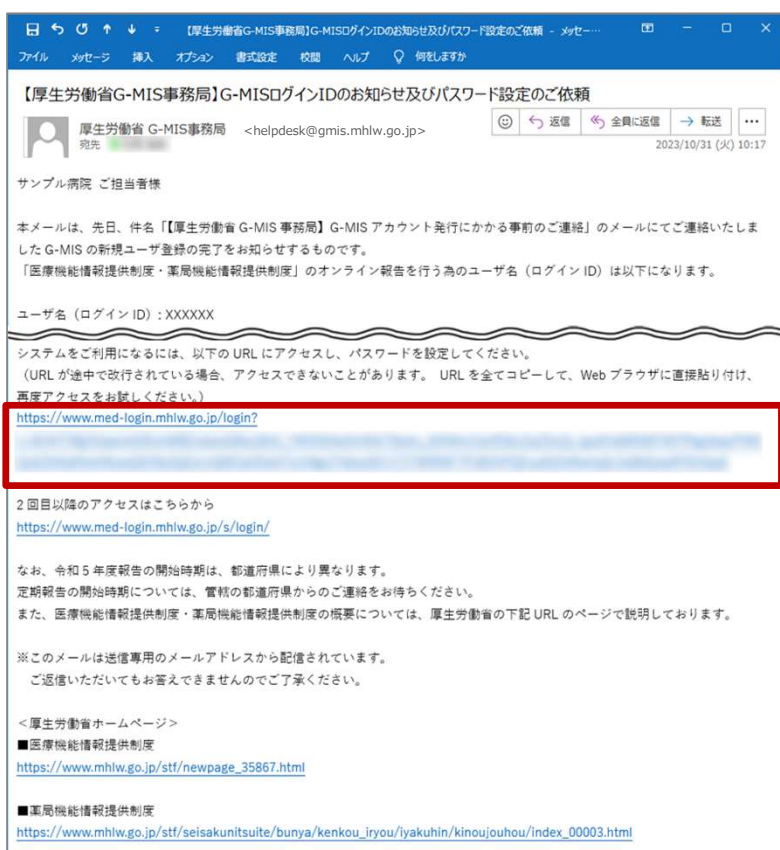 【厚生労働省G-MIS事務局】G-MISログインIDのお知らせ及びパスワード設定のご依頼 - メッセー…
ファイル メッセージ 挿入 オプション 書式設定 校閲 ヘルプ 何をしますか
【厚生労働省G-MIS事務局】G-MISログインIDのお知らせ及びパスワード設定のご依頼
厚生労働省 G-MIS事務局 <helpdesk@gmis.mhlw.go.jp>
返信 全員に返信 転送 …
宛先
2023/10/31 (火) 10:17
サンプル病院 ご担当者様
本メールは、先日、件名「【厚生労働省 G-MIS 事務局】G-MIS アカウント発行にかかる事前のご連絡」のメールにてご連絡いたしま
した G-MIS の新規ユーザ登録の完了をお知らせするものです。
「医療機能情報提供制度・薬局機能情報提供制度」のオンライン報告を行う為のユーザ名（ログイン ID）は以下になります。
ユーザ名（ログイン ID）: XXXXXX
システムをご利用になるには、以下の URL にアクセスし、パスワードを設定してください。
（URL が途中で改行されている場合、アクセスできないことがあります。 URL を全てコピーして、Web ブラウザに直接貼り付け、
再度アクセスをお試しください。）
https://www.med-login.mhlw.go.jp/login?
2 回目以降のアクセスはこちらから
https://www.med-login.mhlw.go.jp/s/login/
なお、令和 5 年度報告の開始時期は、都道府県により異なります。
定期報告の開始時期については、管轄の都道府県からのご連絡をお待ちください。
また、医療機能情報提供制度・薬局機能情報提供制度の概要については、厚生労働省の下記 URL のページで説明しております。
※このメールは送信専用のメールアドレスから配信されています。
ご返信いただいてもお答えできませんのでご了承ください。
＜厚生労働省ホームページ＞
■医療機能情報提供制度
https://www.mhlw.go.jp/stf/newpage_35867.html
■薬局機能情報提供制度
https://www.mhlw.go.jp/stf/seisakunitsuite/bunya/kenkou_iryou/iyakuhin/kinoujouhou/index_00003.html